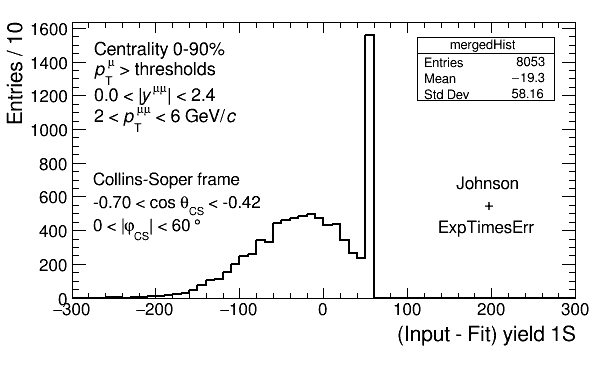 Entries / 10
1600
1400
1200
1000
800
600
400
200
0
Centrality 0-90%
p_T^μ > thresholds
0.0 < |y^μμ| < 2.4
2 < p_T^μμ < 6 GeV/c
Collins-Soper frame
-0.70 < cos θ_CS < -0.42
0 < |φ_CS| < 60 °
mergedHist
Entries 8053
Mean −19.3
Std Dev 58.16
Johnson
+
ExpTimesErr
−300 −200 −100 0 100 200 300
(Input - Fit) yield 1S